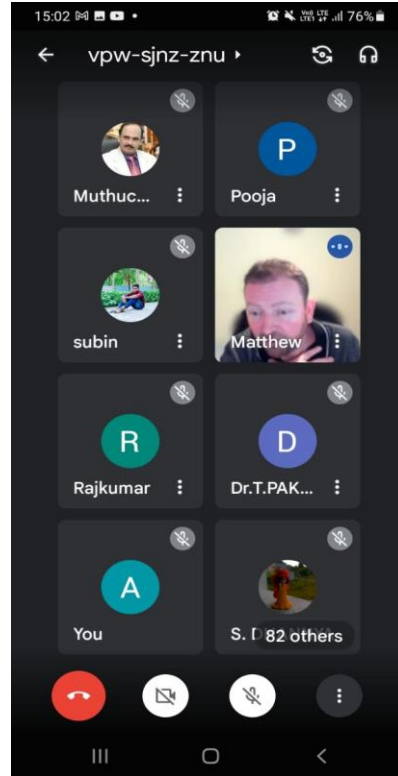 15:02 76%
vpw-sjnz-znu
P
Muthuc... Pooja
subin Matthew
R D
Rajkumar Dr.T.PAK...
A
You S. D 82 others